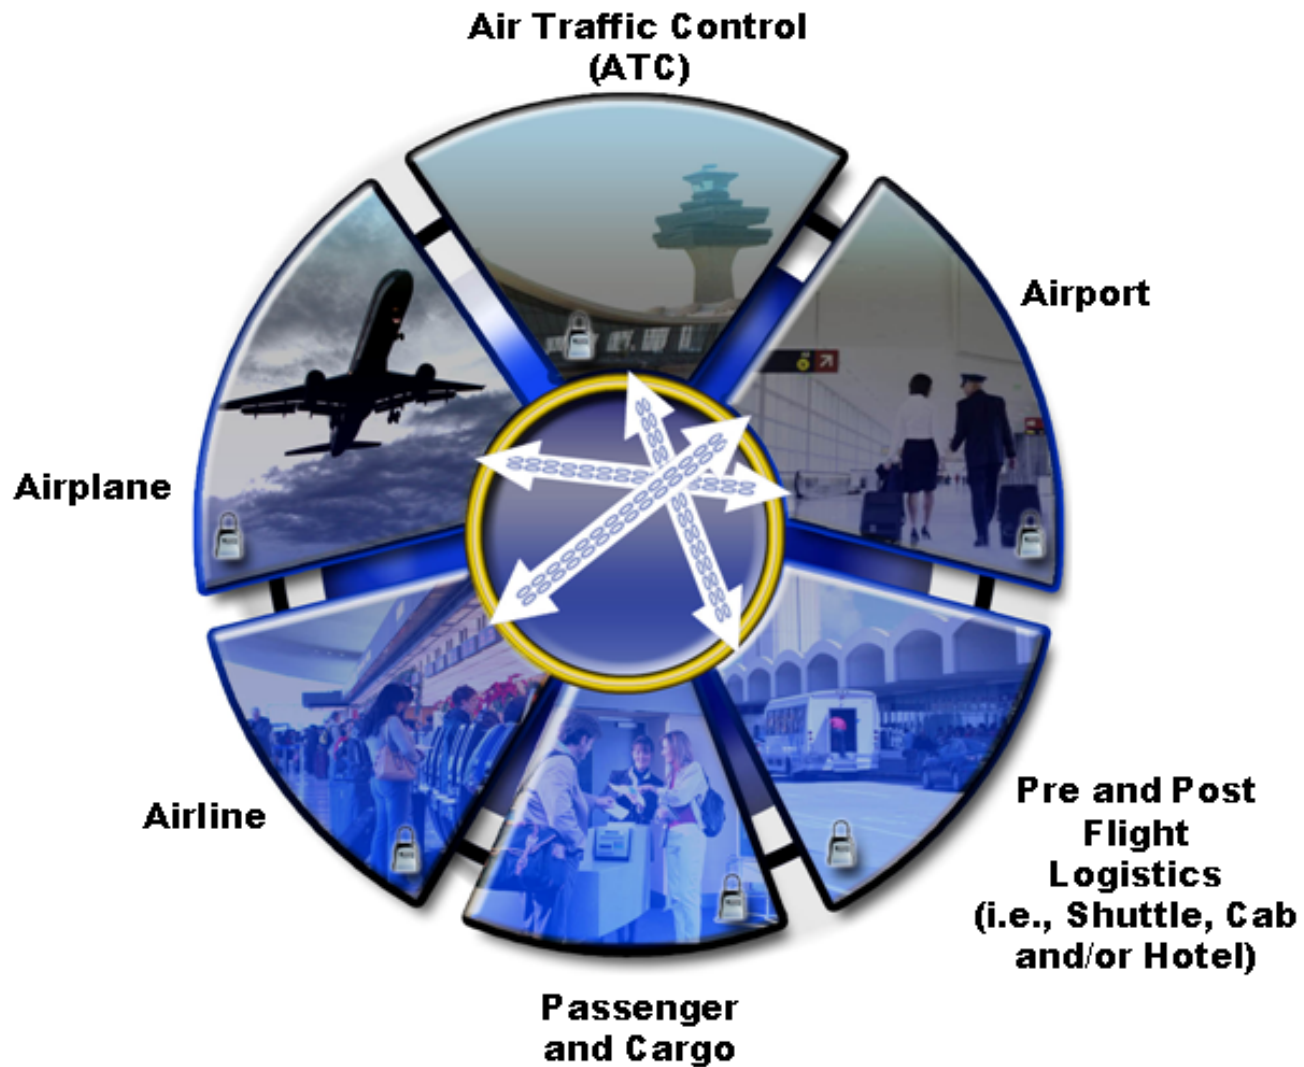 Air Traffic Control
(ATC)
Airport
Airplane
Airline
Pre and Post
Flight
Logistics
(i.e., Shuttle, Cab
and/or Hotel)
Passenger
and Cargo